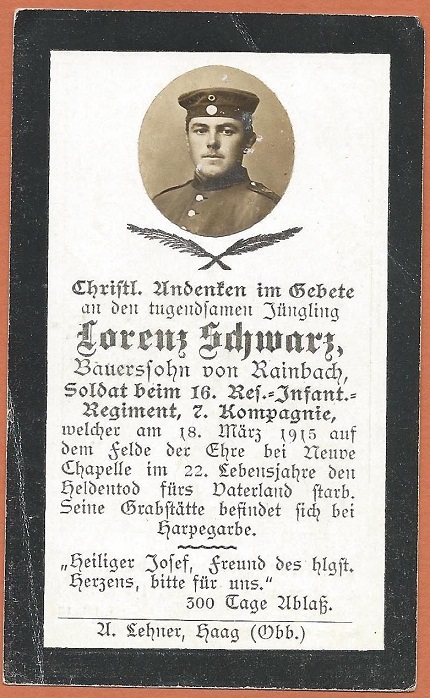 Christl. Andenken im Gebete
an den tugendsamen Jüngling
Lorenz Schwarz,
Bauerssohn von Rainbach,
Soldat beim 16. Res.-Infant.-
Regiment, 7. Kompagnie,
welcher am 18. März 1915 auf
dem Felde der Ehre bei Neuve
Chapelle im 22. Lebensjahre den
Heldentod fürs Vaterland starb.
Seine Grabstätte befindet sich bei
Harpegarbe.
„Heiliger Josef, Freund des hlgst.
Herzens, bitte für uns.“
300 Tage Ablaß.
A. Lehner, Haag (Obb.)